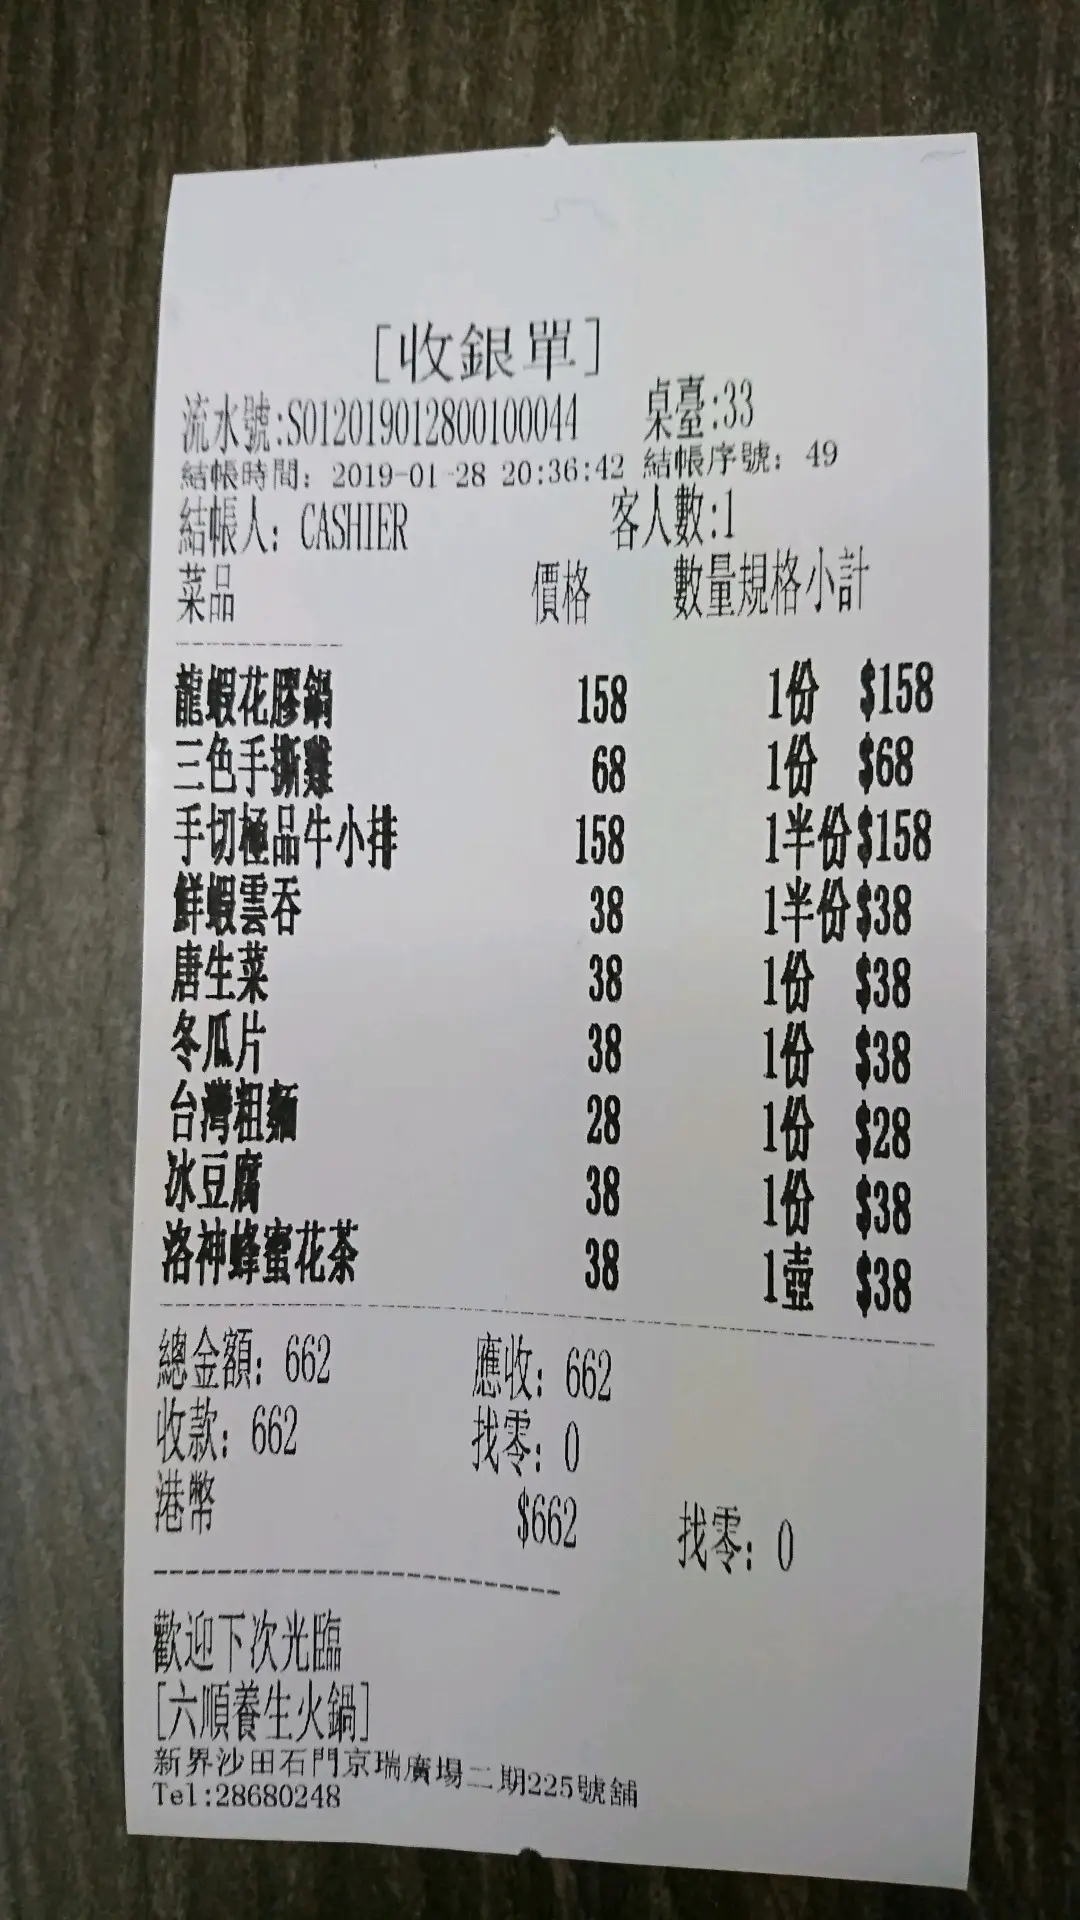 [收銀單]
流水號:S012019012800100044 桌臺:33
結帳時間: 2019-01-28 20:36:42 結帳序號: 49
結帳人: CASHIER 客人數:1
菜品 價格 數量規格小計
龍蝦花膠鍋 158 1份 $158
三色手撕雞 68 1份 $68
手切極品牛小排 158 1半份$158
鮮蝦雲吞 38 1半份$38
唐生菜 38 1份 $38
冬瓜片 38 1份 $38
台灣粗麵 28 1份 $28
冰豆腐 38 1份 $38
洛神蜂蜜花茶 38 1壺 $38
總金額: 662 應收: 662
收款: 662 找零: 0
港幣 $662 找零: 0
歡迎下次光臨
[六順養生火鍋]
新界沙田石門京瑞廣場二期225號舖
Tel:28680248